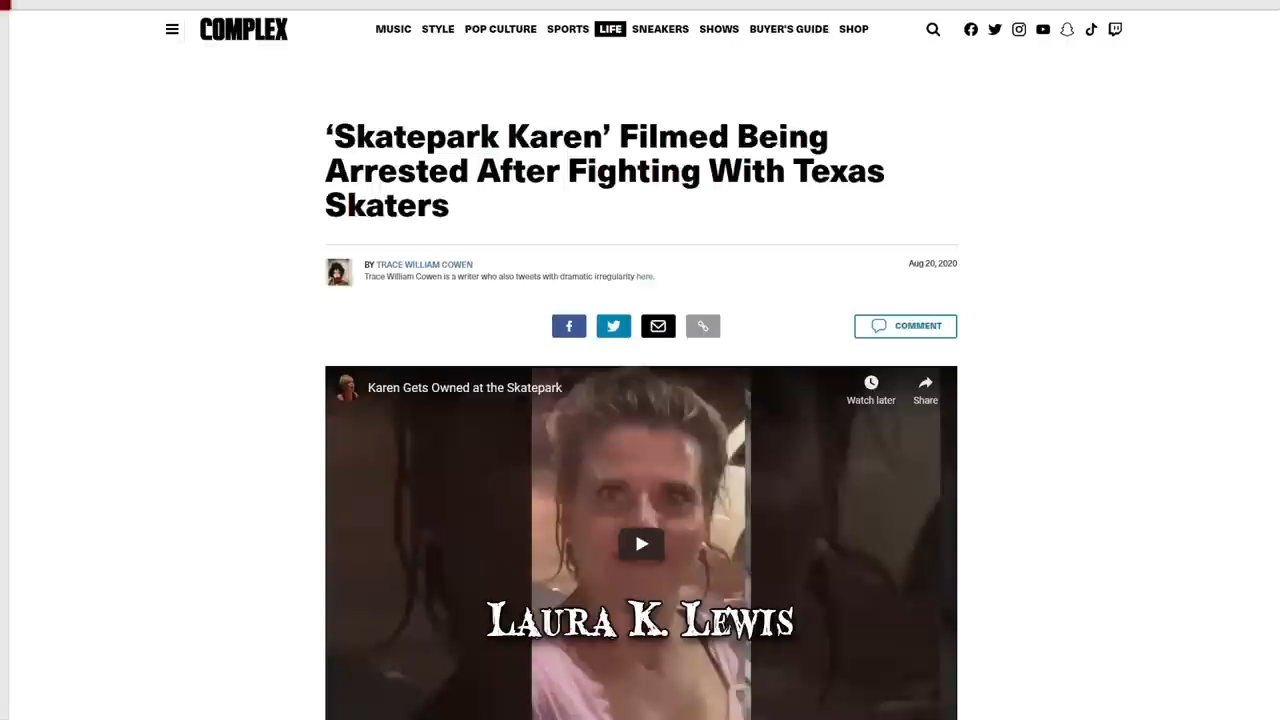 COMPLEX
MUSIC STYLE POP CULTURE SPORTS LIFE SNEAKERS SHOWS BUYER'S GUIDE SHOP
‘Skatepark Karen’ Filmed Being
Arrested After Fighting With Texas
Skaters
BY TRACE WILLIAM COWEN
Aug 20, 2020
Trace William Cowen is a writer who also tweets with dramatic irregularity here.
COMMENT
Karen Gets Owned at the Skatepark
Watch later
Share
LAURA K. LEWIS